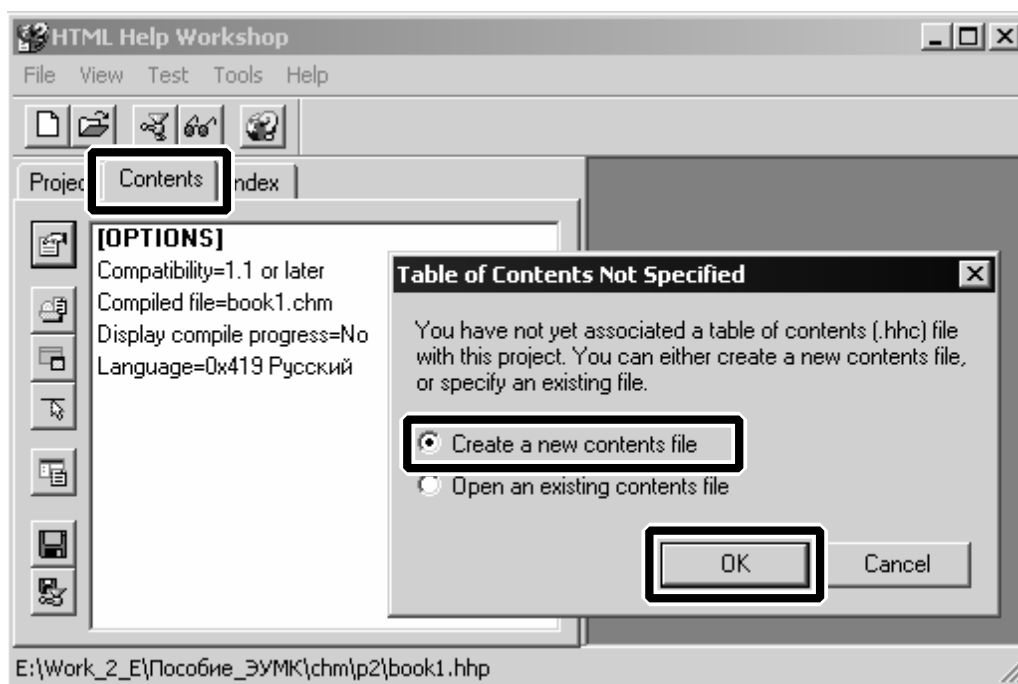 HTML Help Workshop
File View Test Tools Help
Projec Contents ndex
[OPTIONS]
Compatibility=1.1 or later
Compiled file=book1.chm
Display compile progress=No
Language=0x419 Русский
Table of Contents Not Specified
You have not yet associated a table of contents (.hhc) file
with this project. You can either create a new contents file,
or specify an existing file.
Create a new contents file
Open an existing contents file
OK Cancel
E:\Work_2_E\Пособие_ЭУМК\chm\p2\book1.hhp